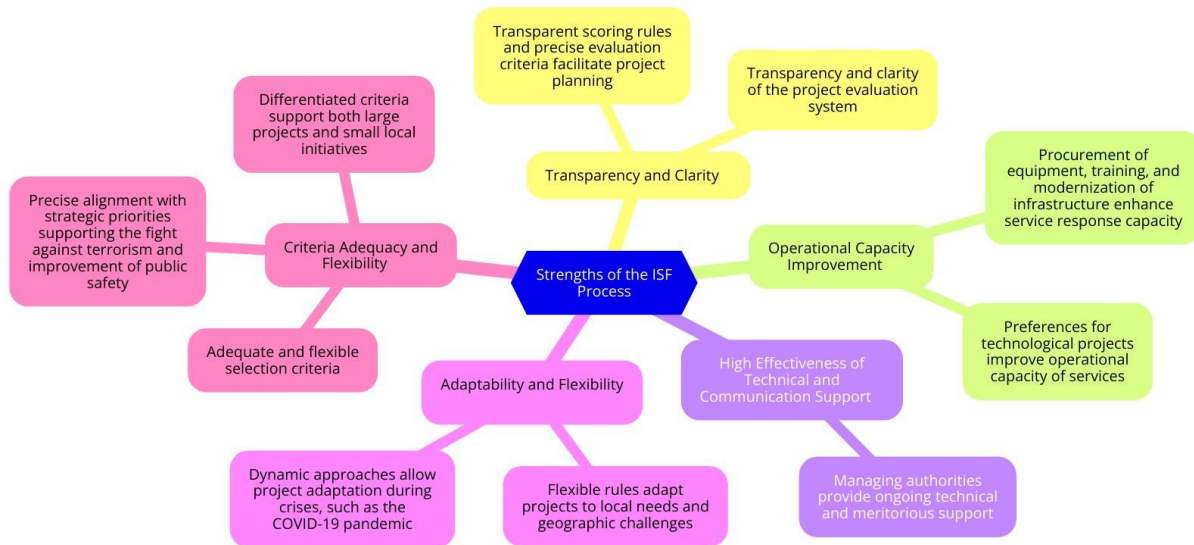 Transparent scoring rules
and precise evaluation
criteria facilitate project
planning
Transparency and clarity
of the project evaluation
system
Transparency and Clarity
Differentiated criteria
support both large
projects and small local
initiatives
Precise alignment with
strategic priorities
supporting the fight
against terrorism and
improvement of public
safety
Criteria Adequacy and
Flexibility
Adequate and flexible
selection criteria
Strengths of the ISF
Process
Procurement of
equipment, training, and
modernization of
infrastructure enhance
service response capacity
Operational Capacity
Improvement
Preferences for
technological projects
improve operational
capacity of services
High Effectiveness of
Technical and
Communication Support
Managing authorities
provide ongoing technical
and meritorious support
Adaptability and Flexibility
Dynamic approaches allow
project adaptation during
crises, such as the
COVID-19 pandemic
Flexible rules adapt
projects to local needs and
geographic challenges